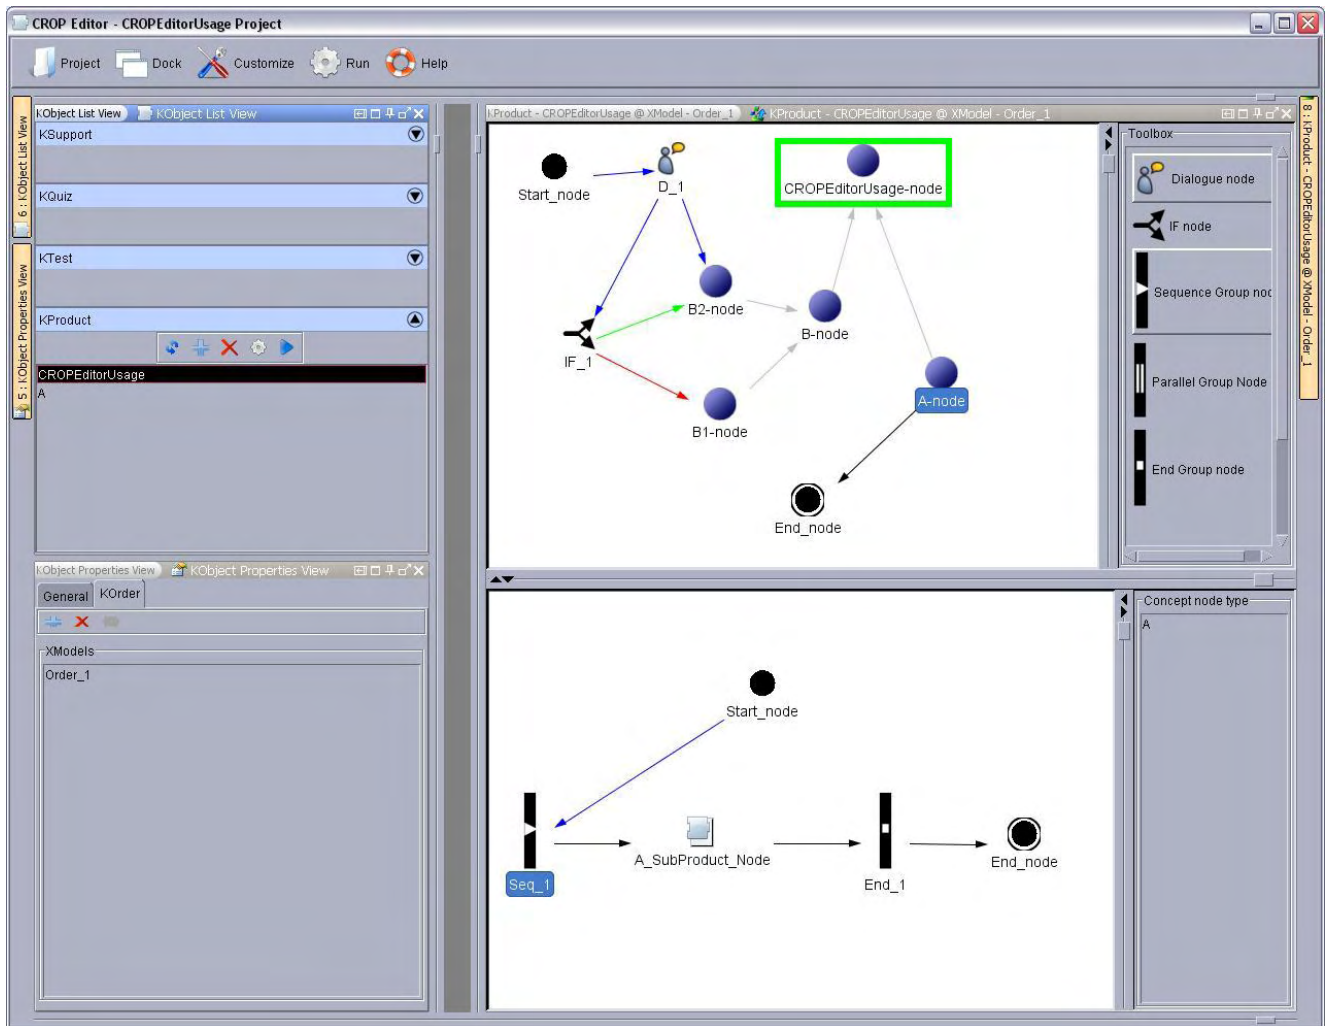 CROP Editor - CROPEditorUsage Project
Project Dock Customize Run Help
6 : KObject List View
5 : KObject Properties View
KObject List View KObject List View
KSupport
KQuiz
KTest
KProduct
CROPEditorUsage
A
KObject Properties View KObject Properties View
General KOrder
XModels
Order_1
KProduct - CROPEditorUsage @ XModel - Order_1 KProduct - CROPEditorUsage @ XModel - Order_1
Start_node
D_1
CROPEditorUsage-node
B2-node
B-node
IF_1
A-node
B1-node
End_node
Toolbox
Dialogue node
IF node
Sequence Group noc
Parallel Group Node
End Group node
8 : KProduct - CROPEditorUsage @ XModel - Order_1
Start_node
A_SubProduct_Node
End_node
Seq_1
End_1
Concept node type
A